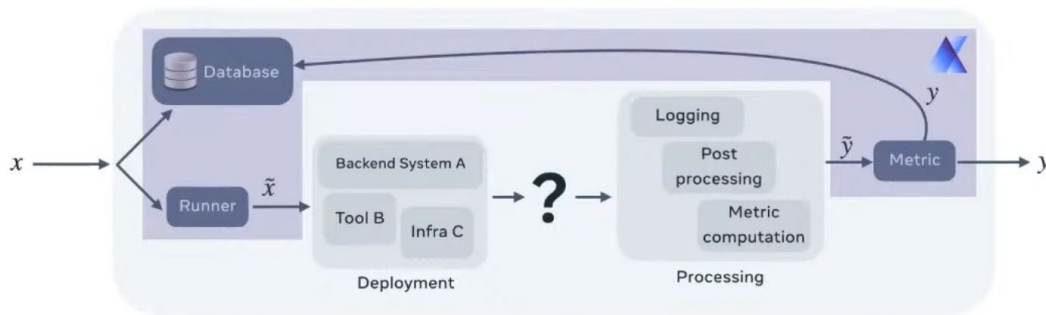 Database
y
Logging
x
Backend System A
Post
processing
ỹ
Metric
y
Runner
x̃
Tool B
Infra C
?
Metric
computation
Deployment
Processing